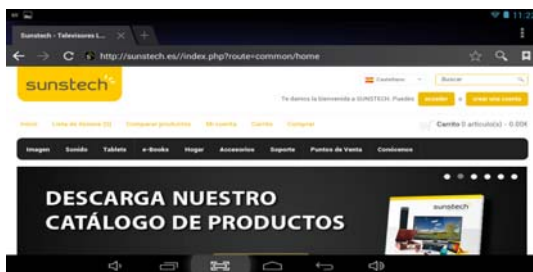 11:22
Sunstech - Televisores L...
http://sunstech.es//index.php?route=common/home
sunstech
Castellano
Buscar
Te damos la bienvenida a SUNSTECH. Puedes acceder o crear una cuenta
Inicio Lista de deseos (0) Comparar productos Mi cuenta Carrito Comprar
Carrito 0 artículo(s) - 0.00€
Imagen Sonido Tablets e-Books Hogar Accesorios Soporte Puntos de Venta Conócenos
DESCARGA NUESTRO
CATÁLOGO DE PRODUCTOS
sunstech